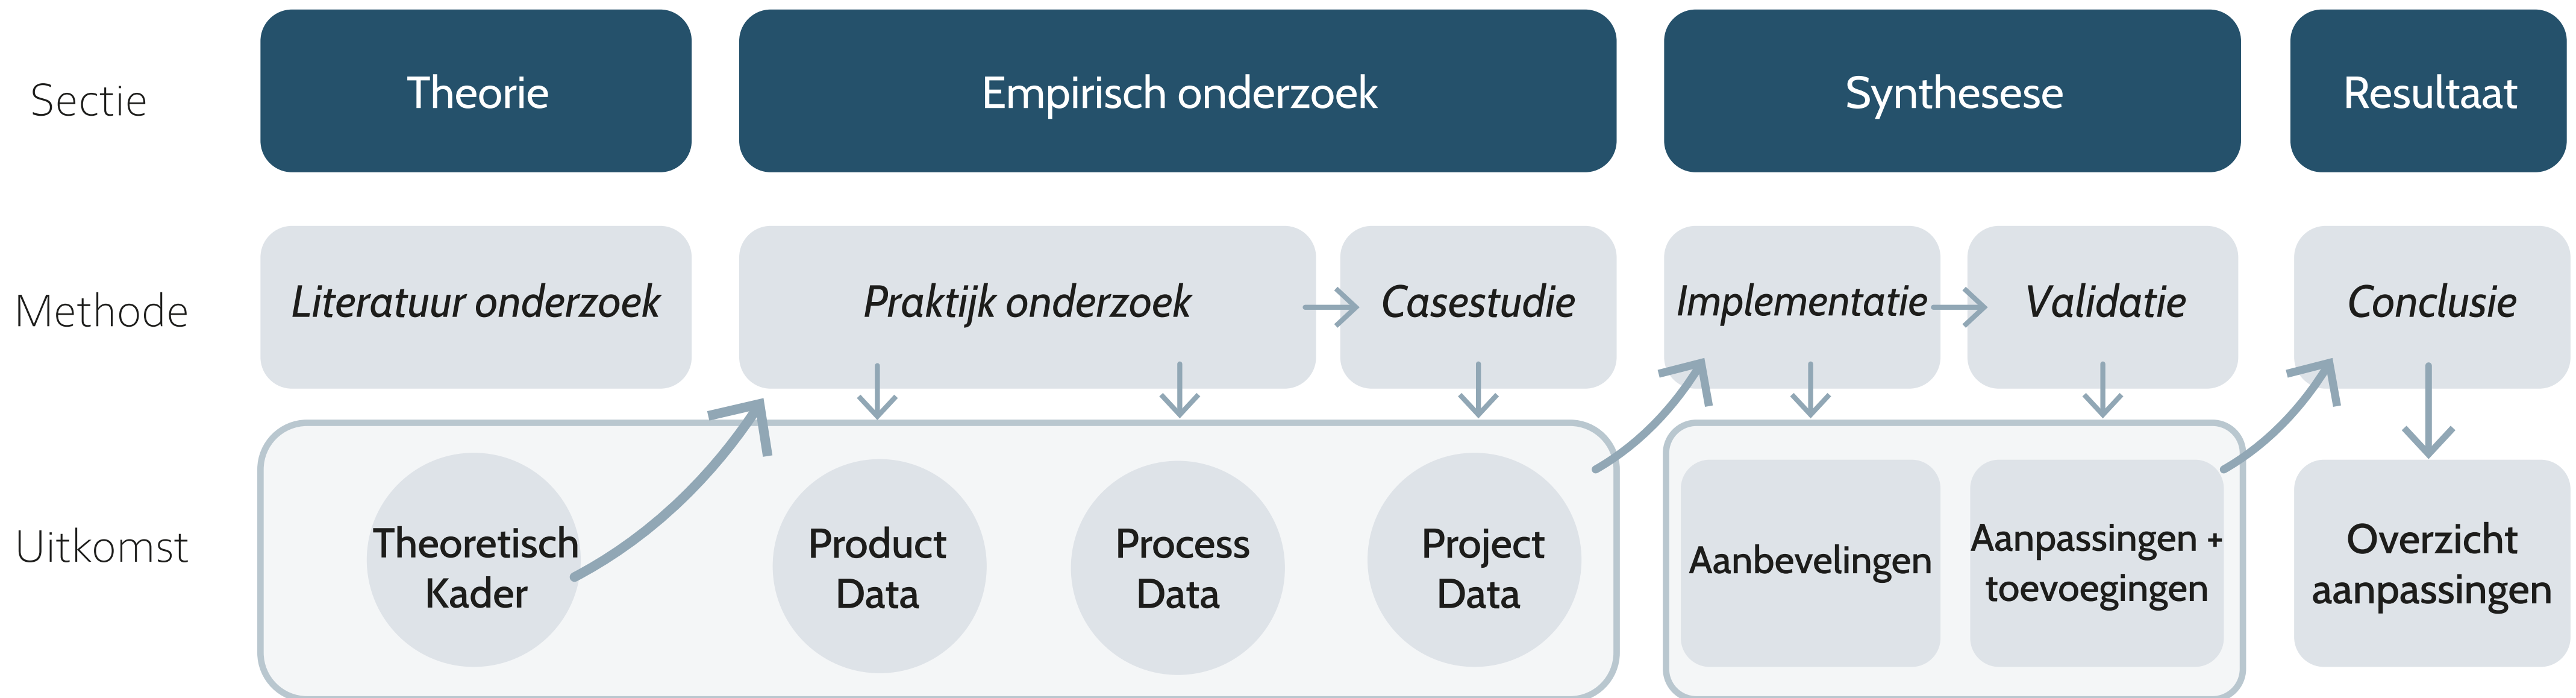 Sectie
Theorie
Empirisch onderzoek
Synthesese
Resultaat
Methode
Literatuur onderzoek
Praktijk onderzoek
Casestudie
Implementatie
Validatie
Conclusie
Uitkomst
Theoretisch
Kader
Product
Data
Process
Data
Project
Data
Aanbevelingen
Aanpassingen +
toevoegingen
Overzicht
aanpassingen